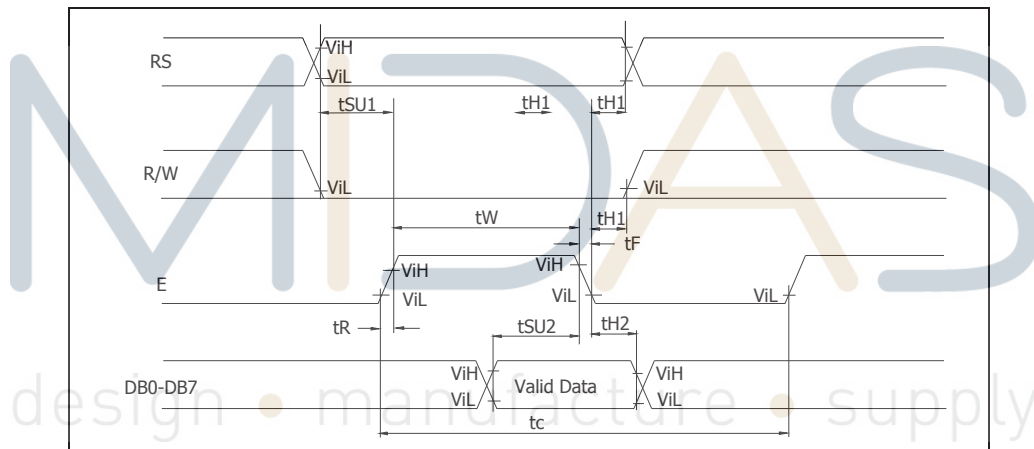 RS
ViH
ViL
tSU1
tH1
tH1
R/W
ViL
ViL
tW
tH1
tF
E
ViH
ViL
ViH
ViL
ViL
tR
tSU2
tH2
DB0-DB7
ViH
ViL
Valid Data
ViH
ViL
tc
MIDAS
design • manufacture • supply